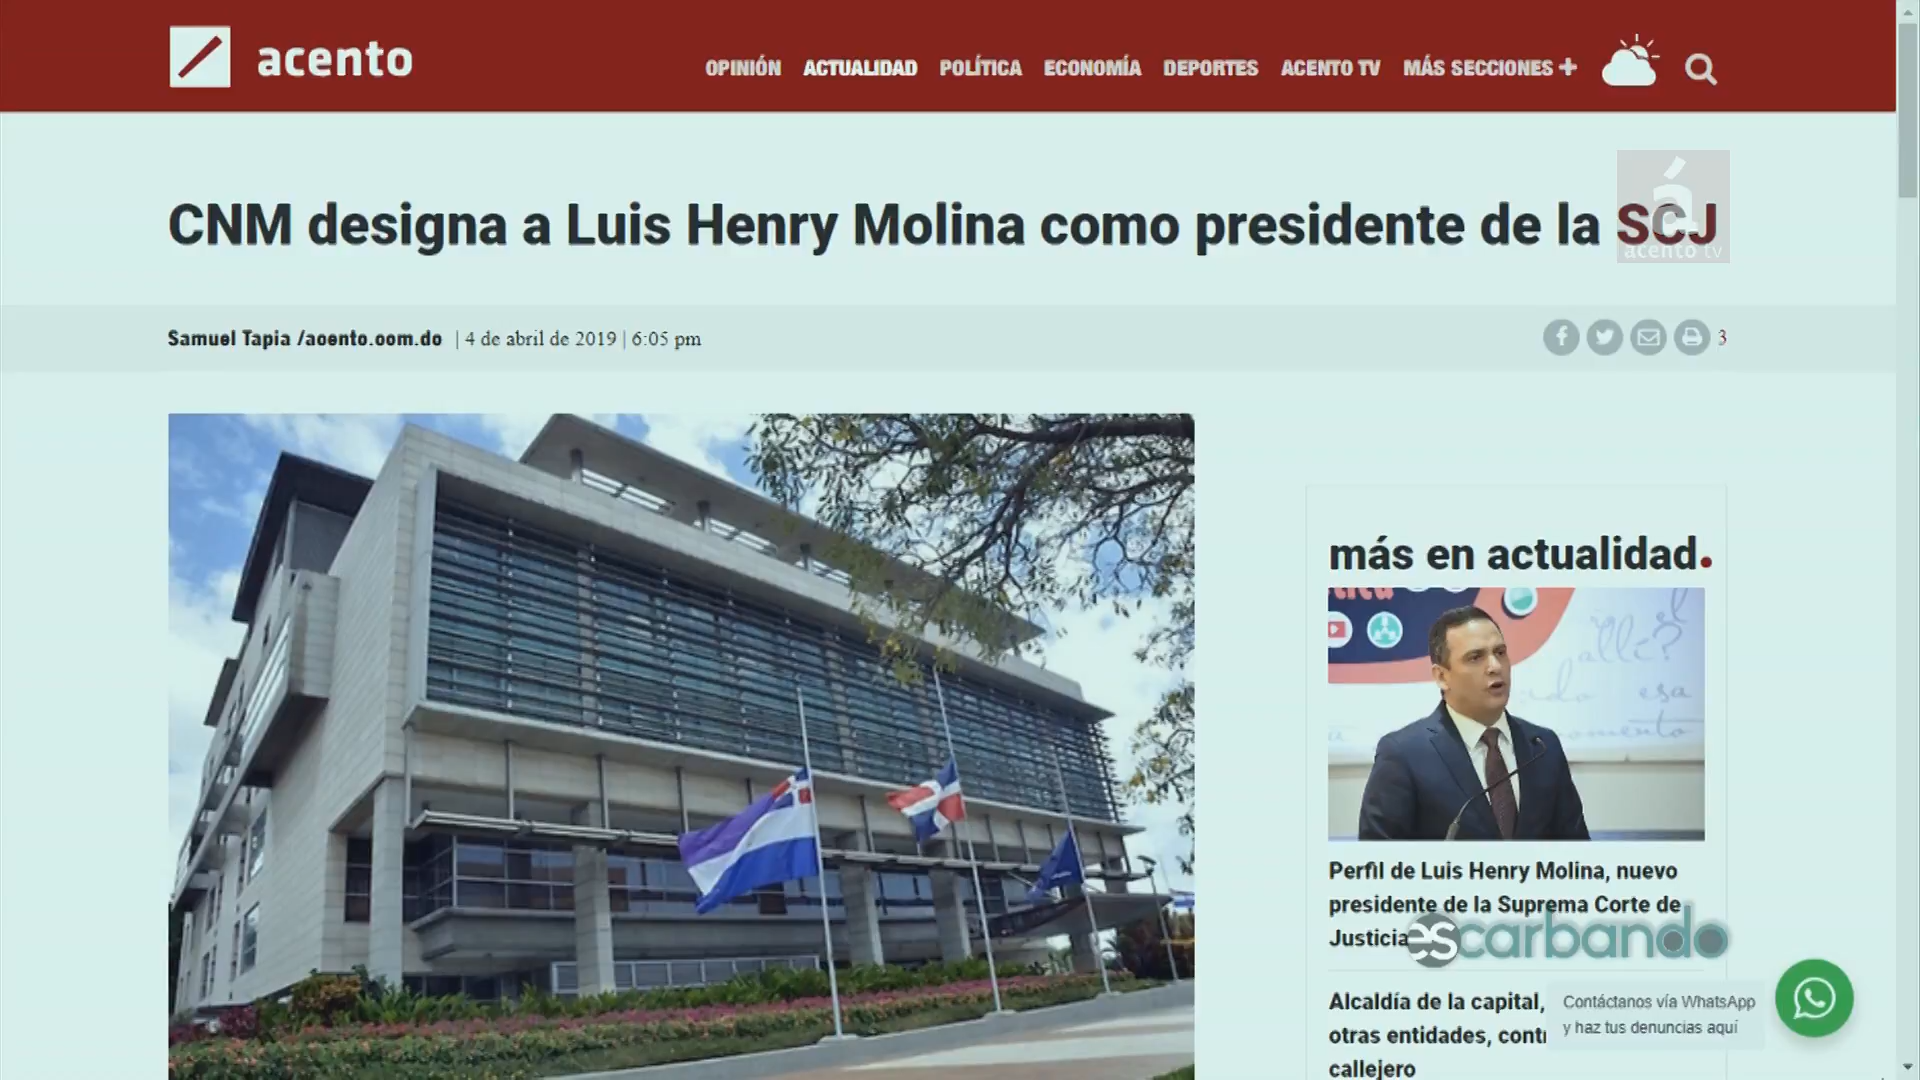 acento
OPINIÓN ACTUALIDAD POLÍTICA ECONOMÍA DEPORTES ACENTO TV MÁS SECCIONES +
CNM designa a Luis Henry Molina como presidente de la SCJ
á
acento tv
Samuel Tapia /acento.com.do | 4 de abril de 2019 | 6:05 pm
3
más en actualidad.
allí?
esa
momento
Perfil de Luis Henry Molina, nuevo
presidente de la Suprema Corte de
Justicia
escarbando
Alcaldía de la capital,
otras entidades,
callejero
Contáctanos vía WhatsApp
y haz tus denuncias aquí